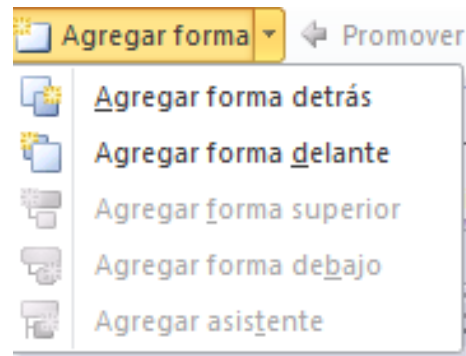 Agregar forma Promover
Agregar forma detrás
Agregar forma delante
Agregar forma superior
Agregar forma debajo
Agregar asistente